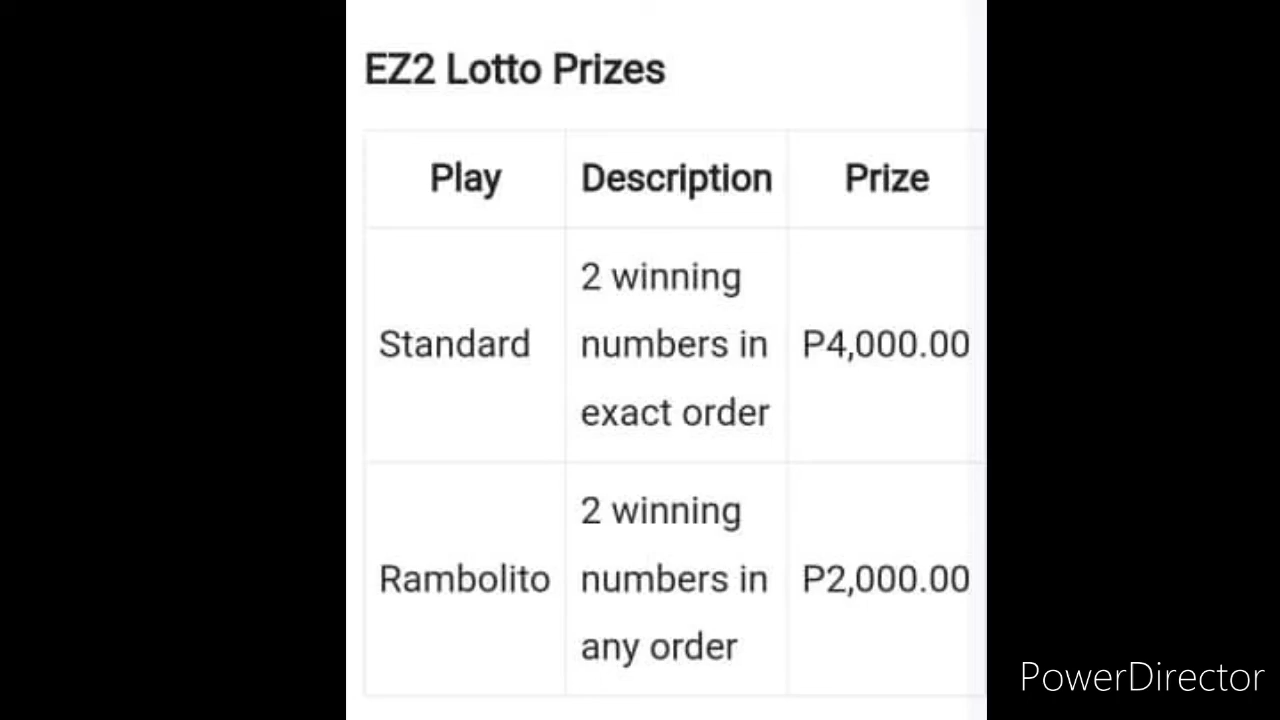 EZ2 Lotto Prizes
Play Description Prize
2 winning
Standard numbers in P4,000.00
exact order
2 winning
Rambolito numbers in P2,000.00
any order
PowerDirector